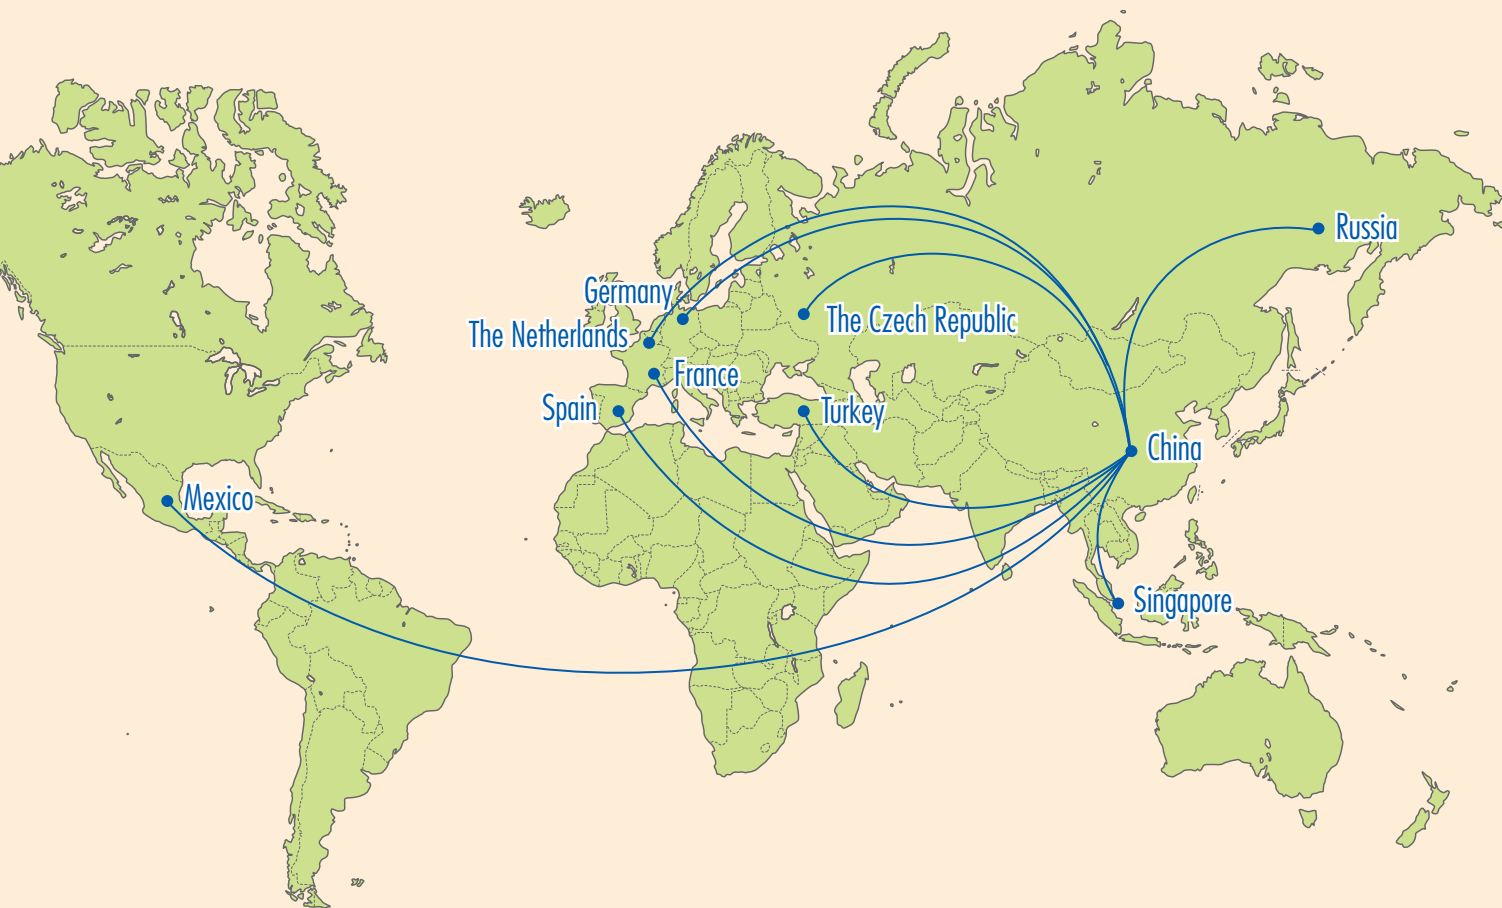 Russia
Germany
The Czech Republic
The Netherlands
France
Spain
Turkey
China
Mexico
Singapore